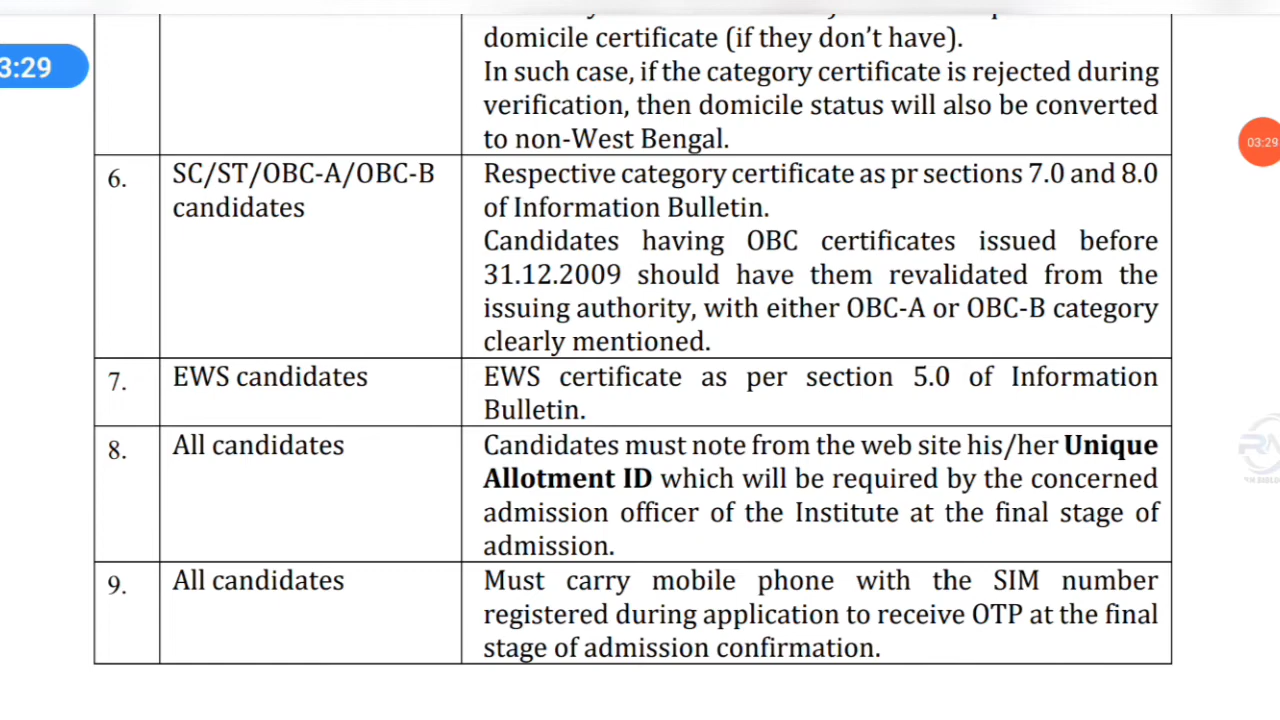 domicile certificate (if they don't have).
3:29
In such case, if the category certificate is rejected during
verification, then domicile status will also be converted
to non-West Bengal.
03:29
6.
SC/ST/OBC-A/OBC-B
candidates
Respective category certificate as pr sections 7.0 and 8.0
of Information Bulletin.
Candidates having OBC certificates issued before
31.12.2009 should have them revalidated from the
issuing authority, with either OBC-A or OBC-B category
clearly mentioned.
7.
EWS candidates
EWS certificate as per section 5.0 of Information
Bulletin.
8.
All candidates
Candidates must note from the web site his/her Unique
Allotment ID which will be required by the concerned
admission officer of the Institute at the final stage of
admission.
9.
All candidates
Must carry mobile phone with the SIM number
registered during application to receive OTP at the final
stage of admission confirmation.